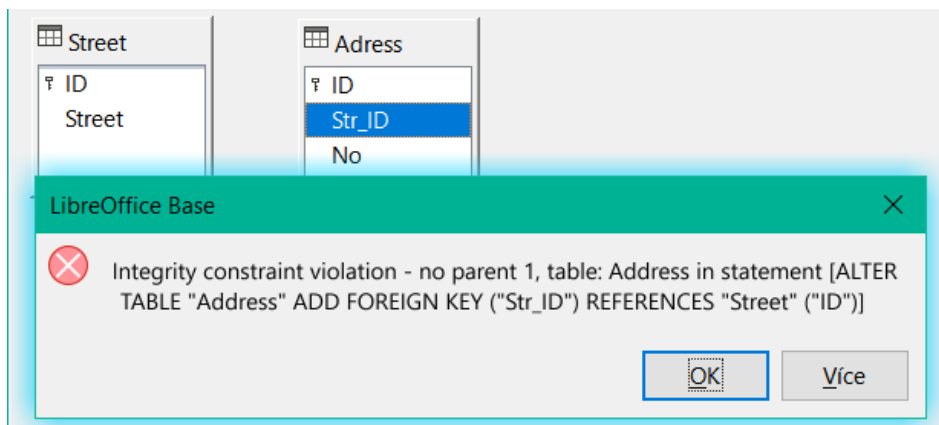 Street
Adress
ID
Street
ID
Str_ID
No
LibreOffice Base
Integrity constraint violation - no parent 1, table: Address in statement [ALTER
TABLE "Address" ADD FOREIGN KEY ("Str_ID") REFERENCES "Street" ("ID")]
OK
Více